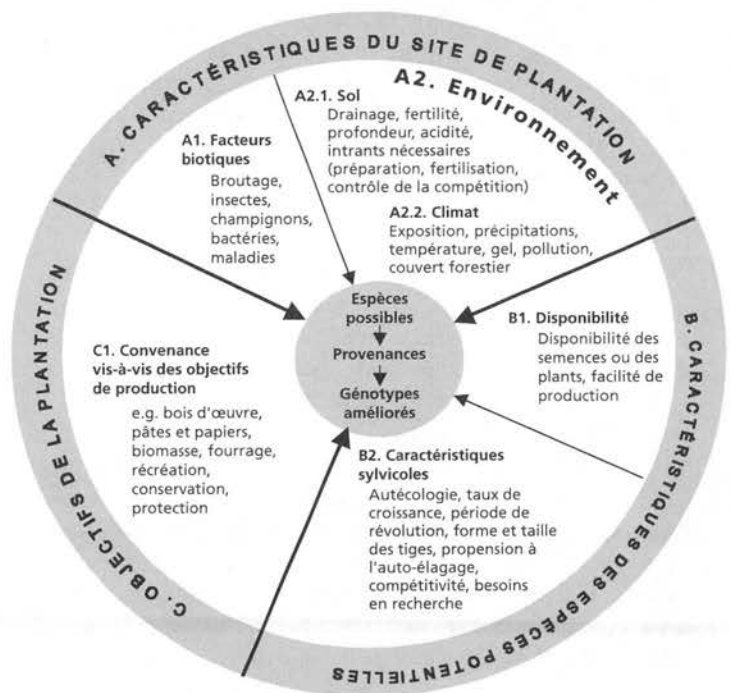 A. CARACTÉRISTIQUES DU SITE DE PLANTATION
A2. Environnement
A2.1. Sol
Drainage, fertilité,
profondeur, acidité,
intrants nécessaires
(préparation, fertilisation,
contrôle de la compétition)
A1. Facteurs
biotiques
Broutage,
insectes,
champignons,
bactéries,
maladies
A2.2. Climat
Exposition, précipitations,
température, gel, pollution,
couvert forestier
Espèces
possibles
Provenances
Génotypes
améliorés
B. CARACTÉRISTIQUES DES ESPÈCES POTENTIELLES
B1. Disponibilité
Disponibilité des
semences ou des
plants, facilité de
production
B2. Caractéristiques
sylvicoles
Autécologie, taux de
croissance, période de
révolution, forme et taille
des tiges, propension à
l'auto-élagage,
compétitivité, besoins
en recherche
C. OBJECTIFS DE LA PLANTATION
C1. Convenance
vis-à-vis des objectifs
de production
e.g. bois d'œuvre,
pâtes et papiers,
biomasse, fourrage,
récréation,
conservation,
protection